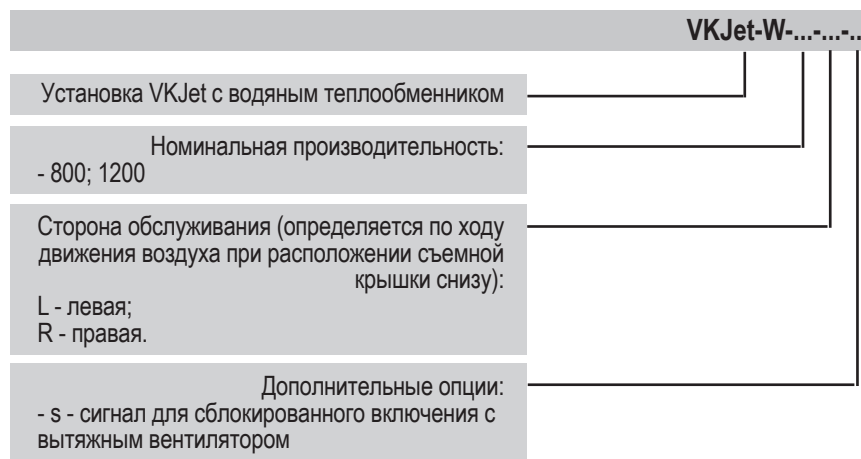 VKJet-W-...-...-..
Установка VKJet с водяным теплообменником
Номинальная производительность:
- 800; 1200
Сторона обслуживания (определяется по ходу
движения воздуха при расположении съемной
крышки снизу):
L - левая;
R - правая.
Дополнительные опции:
- s - сигнал для сблокированного включения с
вытяжным вентилятором